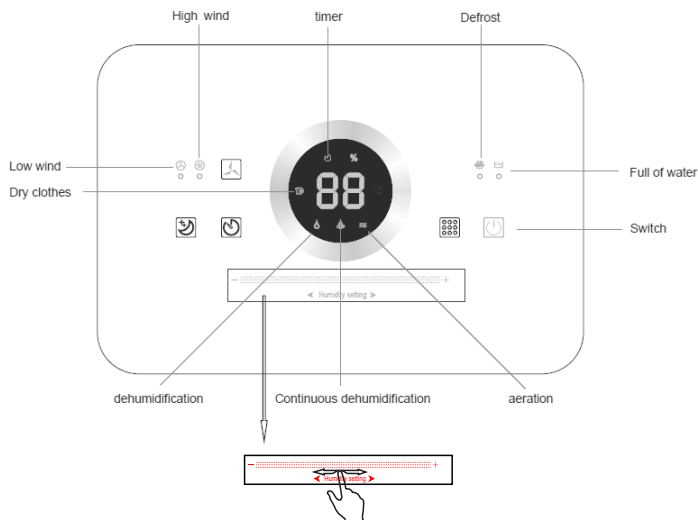 High wind
timer
Defrost
%
Low wind
Full of water
Dry clothes
88
Switch
- +
Humidity setting
dehumidification
Continuous dehumidification
aeration
- +
Humidity setting